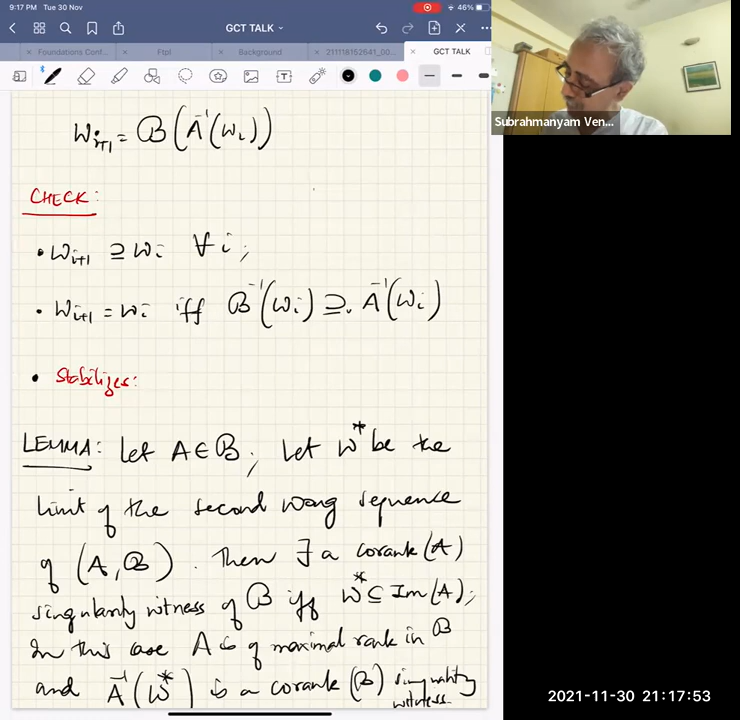 9:17 PM Tue 30 Nov
46%
GCT TALK
Foundations Conf...
Ftpl
Background
211718152641_00...
GCT TALK
Subrahmanyam Ven...
W_{i+1} = B(A^{-1}(W_i))
CHECK:
• W_{i+1} ⊇ W_i ∀ i;
• W_{i+1} = W_i iff B^{-1}(W_i) ⊇ A^{-1}(W_i)
• Stabilizes:
LEMMA: Let A ∈ B; Let W* be the
limit of the second Wong sequence
of (A, B). Then ∃ a corank(A)
singularity witness of B iff W* ⊆ Im(A);
In this case A is of maximal rank in B
and A^{-1}(W*) is a corank(B) singularity
witness.
2021-11-30 21:17:53